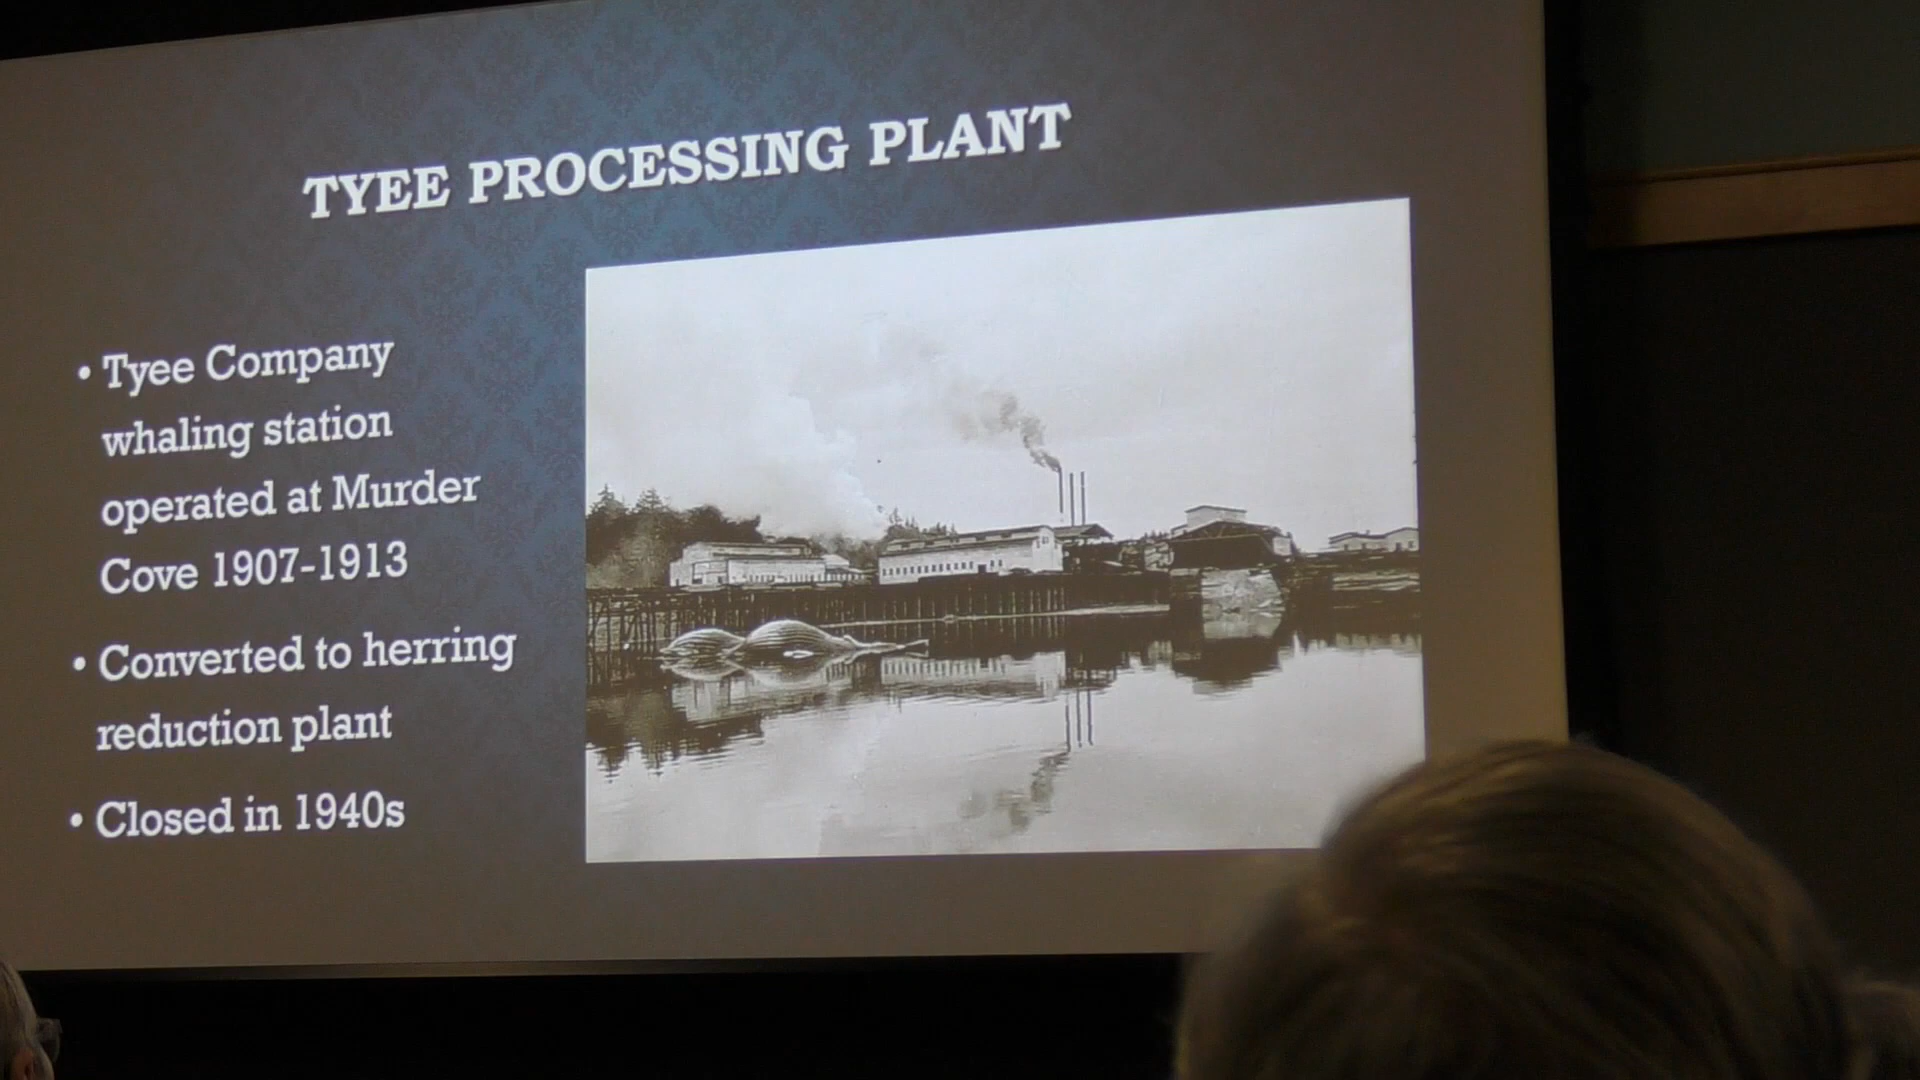 TYEE PROCESSING PLANT
• Tyee Company
whaling station
operated at Murder
Cove 1907-1913
• Converted to herring
reduction plant
• Closed in 1940s